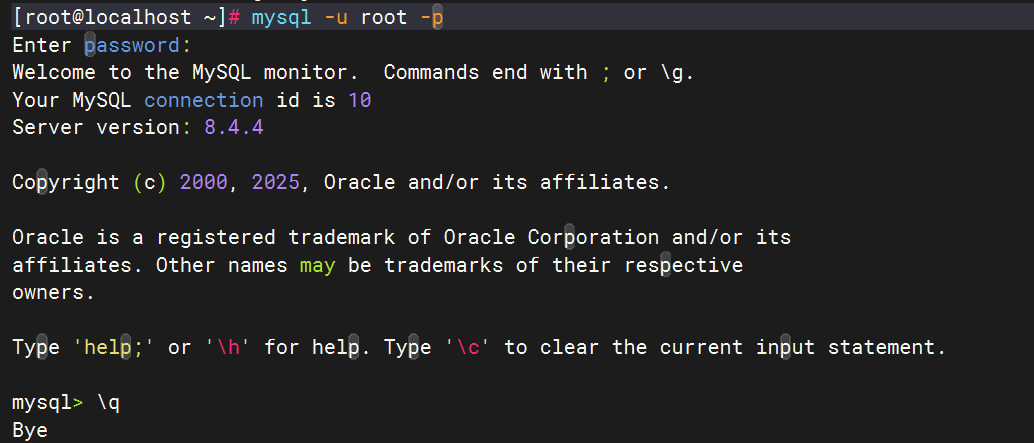 [root@localhost ~]# mysql -u root -p
Enter password:
Welcome to the MySQL monitor.  Commands end with ; or \g.
Your MySQL connection id is 10
Server version: 8.4.4
Copyright (c) 2000, 2025, Oracle and/or its affiliates.
Oracle is a registered trademark of Oracle Corporation and/or its
affiliates. Other names may be trademarks of their respective
owners.
Type 'help;' or '\h' for help. Type '\c' to clear the current input statement.
mysql> \q
Bye